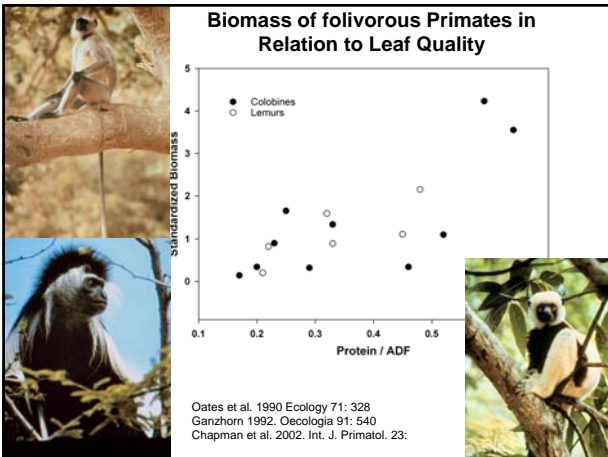 Biomass of folivorous Primates in
Relation to Leaf Quality
Standardized Biomass
5
4
3
2
1
0
Colobines
Lemurs
0.1
0.2
0.3
0.4
0.5
Protein / ADF
Oates et al. 1990 Ecology 71: 328
Ganzhorn 1992. Oecologia 91: 540
Chapman et al. 2002. Int. J. Primatol. 23: